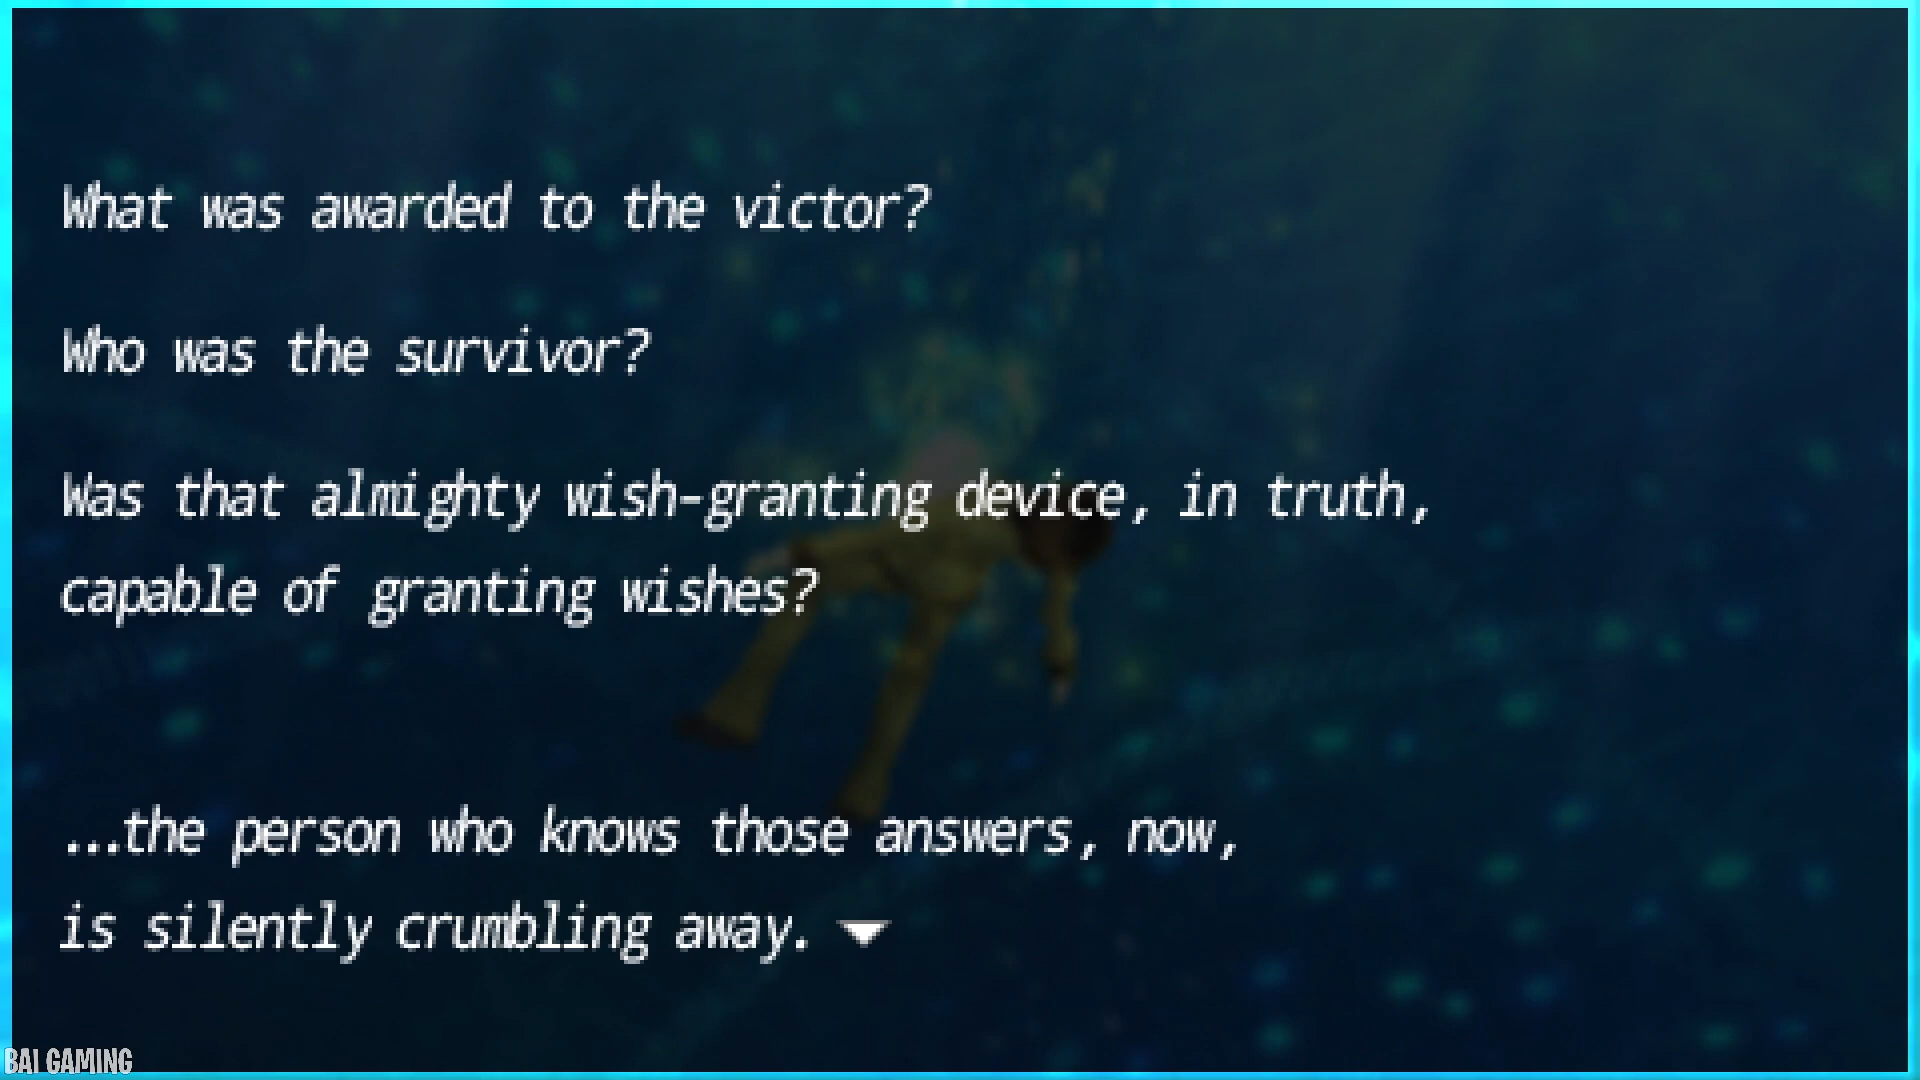 What was awarded to the victor?
Who was the survivor?
Was that almighty wish-granting device, in truth,
capable of granting wishes?
...the person who knows those answers, now,
is silently crumbling away.
BAI GAMING